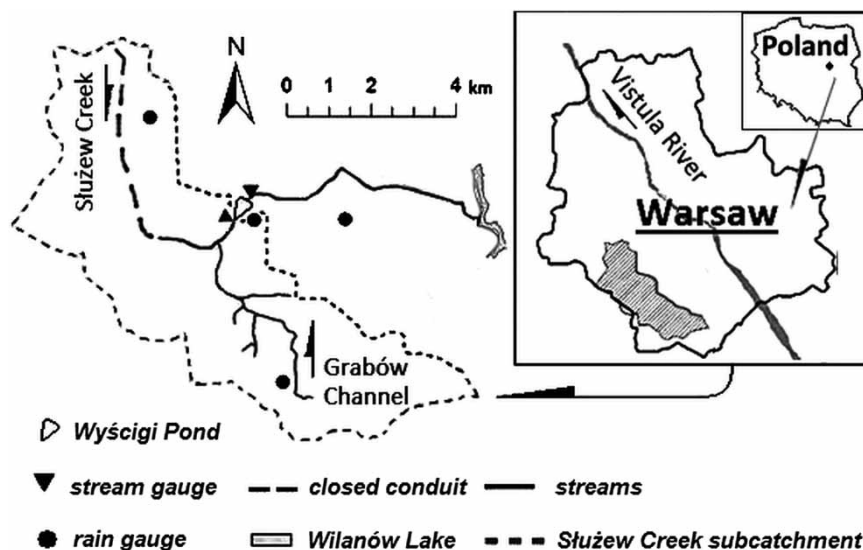 N
0 1 2 4 km
Służew Creek
Grabów
Channel
Poland
Vistula River
Warsaw
Wyścigi Pond
stream gauge
closed conduit
streams
rain gauge
Wilanów Lake
Służew Creek subcatchment